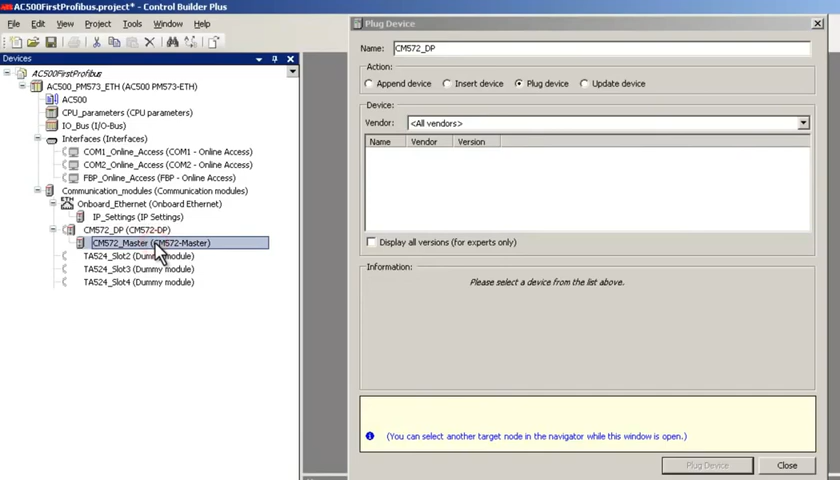 AC500FirstProfibus.project* - Control Builder Plus
File Edit View Project Tools Window Help
Devices
AC500FirstProfibus
AC500_PM573_ETH (AC500 PM573-ETH)
AC500
CPU_parameters (CPU parameters)
IO_Bus (I/O-Bus)
Interfaces (Interfaces)
COM1_Online_Access (COM1 - Online Access)
COM2_Online_Access (COM2 - Online Access)
FBP_Online_Access (FBP - Online Access)
Communication_modules (Communication modules)
Onboard_Ethernet (Onboard Ethernet)
IP_Settings (IP Settings)
CM572_DP (CM572-DP)
CM572_Master (CM572-Master)
TA524_Slot2 (Dummy module)
TA524_Slot3 (Dummy module)
TA524_Slot4 (Dummy module)
Plug Device
Name: CM572_DP
Action:
Append device Insert device Plug device Update device
Device:
Vendor: <All vendors>
Name Vendor Version
Display all versions (for experts only)
Information:
Please select a device from the list above.
(You can select another target node in the navigator while this window is open.)
Plug Device Close